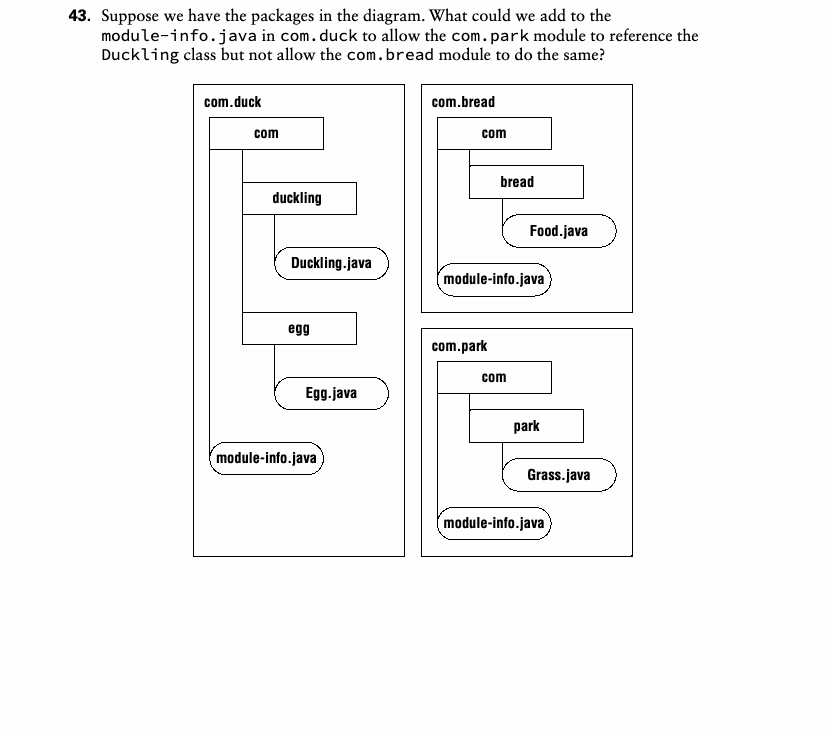 43. Suppose we have the packages in the diagram. What could we add to the
module-info.java in com.duck to allow the com.park module to reference the
Duckling class but not allow the com.bread module to do the same?
com.duck
com
duckling
Duckling.java
egg
Egg.java
module-info.java
com.bread
com
bread
Food.java
module-info.java
com.park
com
park
Grass.java
module-info.java